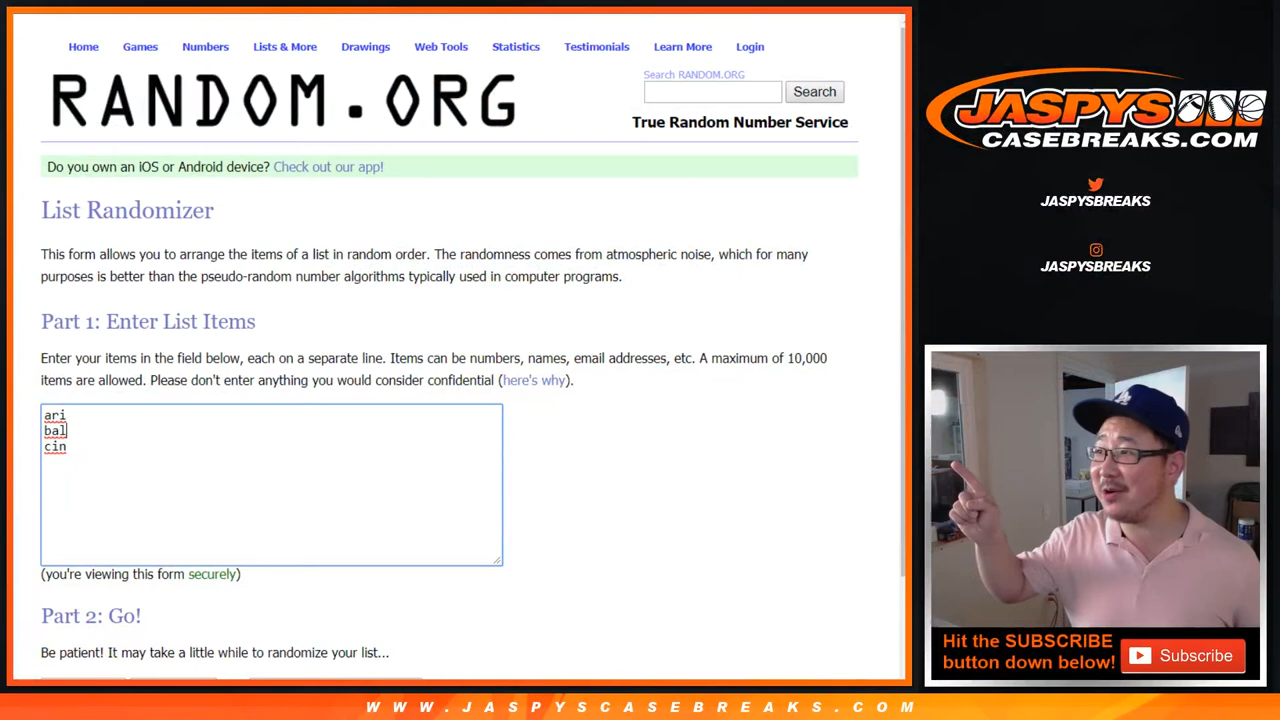 Home Games Numbers Lists & More Drawings Web Tools Statistics Testimonials Learn More Login
RANDOM.ORG
Search RANDOM.ORG
Search
True Random Number Service
Do you own an iOS or Android device? Check out our app!
List Randomizer
This form allows you to arrange the items of a list in random order. The randomness comes from atmospheric noise, which for many
purposes is better than the pseudo-random number algorithms typically used in computer programs.
Part 1: Enter List Items
Enter your items in the field below, each on a separate line. Items can be numbers, names, email addresses, etc. A maximum of 10,000
items are allowed. Please don't enter anything you would consider confidential (here's why).
ari
bal
cin
(you're viewing this form securely)
Part 2: Go!
Be patient! It may take a little while to randomize your list...
JASPYS
CASEBREAKS.COM
JASPYSBREAKS
JASPYSBREAKS
Hit the SUBSCRIBE
button down below!
Subscribe
WWW.JASPYSCASEBREAKS.COM